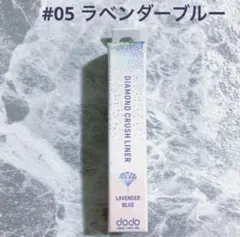 #05 ラベンダーブルー
DIAMOND CRUSH LINER
LAVENDER
BLUE
dodo